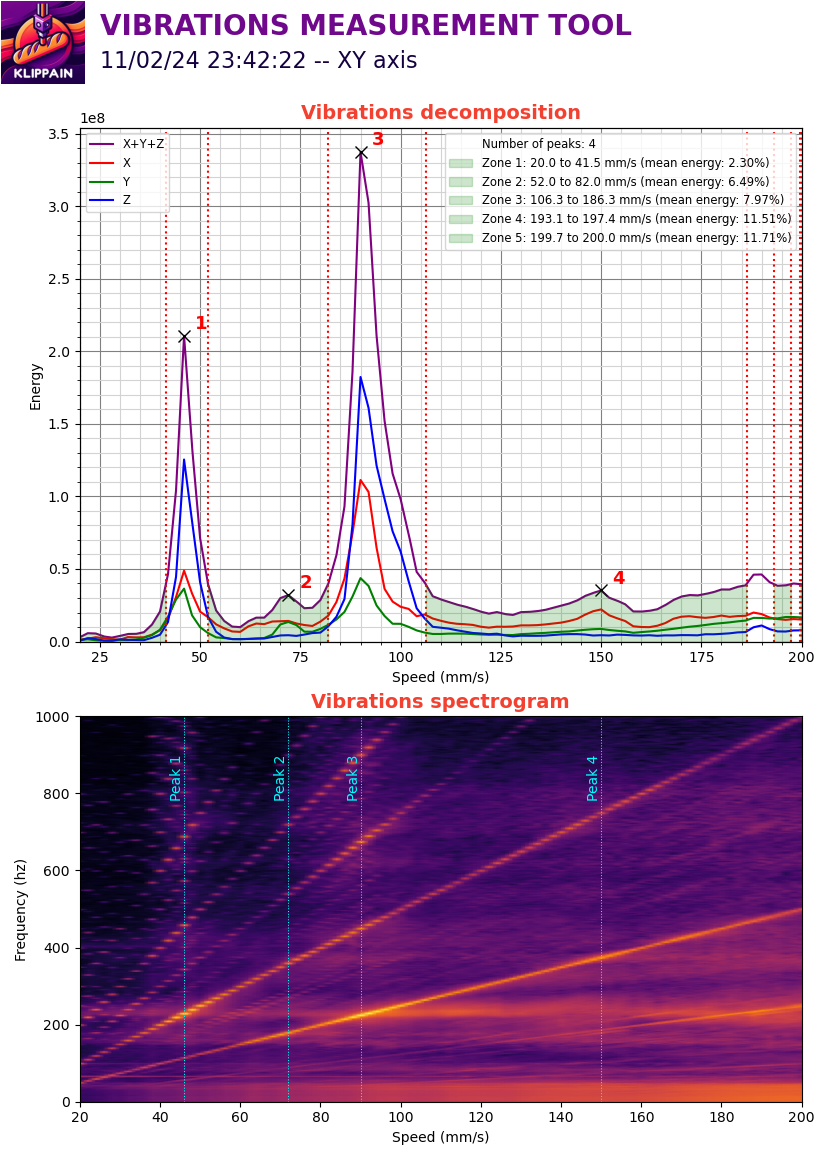 KLIPPAIN
VIBRATIONS MEASUREMENT TOOL
11/02/24 23:42:22 -- XY axis
Vibrations decomposition
1e8
X+Y+Z
X
Y
Z
Number of peaks: 4
Zone 1: 20.0 to 41.5 mm/s (mean energy: 2.30%)
Zone 2: 52.0 to 82.0 mm/s (mean energy: 6.49%)
Zone 3: 106.3 to 186.3 mm/s (mean energy: 7.97%)
Zone 4: 193.1 to 197.4 mm/s (mean energy: 11.51%)
Zone 5: 199.7 to 200.0 mm/s (mean energy: 11.71%)
3
1
2
4
3.5
3.0
2.5
2.0
1.5
1.0
0.5
0.0
Energy
25 50 75 100 125 150 175 200
Speed (mm/s)
Vibrations spectrogram
Peak 1
Peak 2
Peak 3
Peak 4
1000
800
600
400
200
0
Frequency (hz)
20 40 60 80 100 120 140 160 180 200
Speed (mm/s)